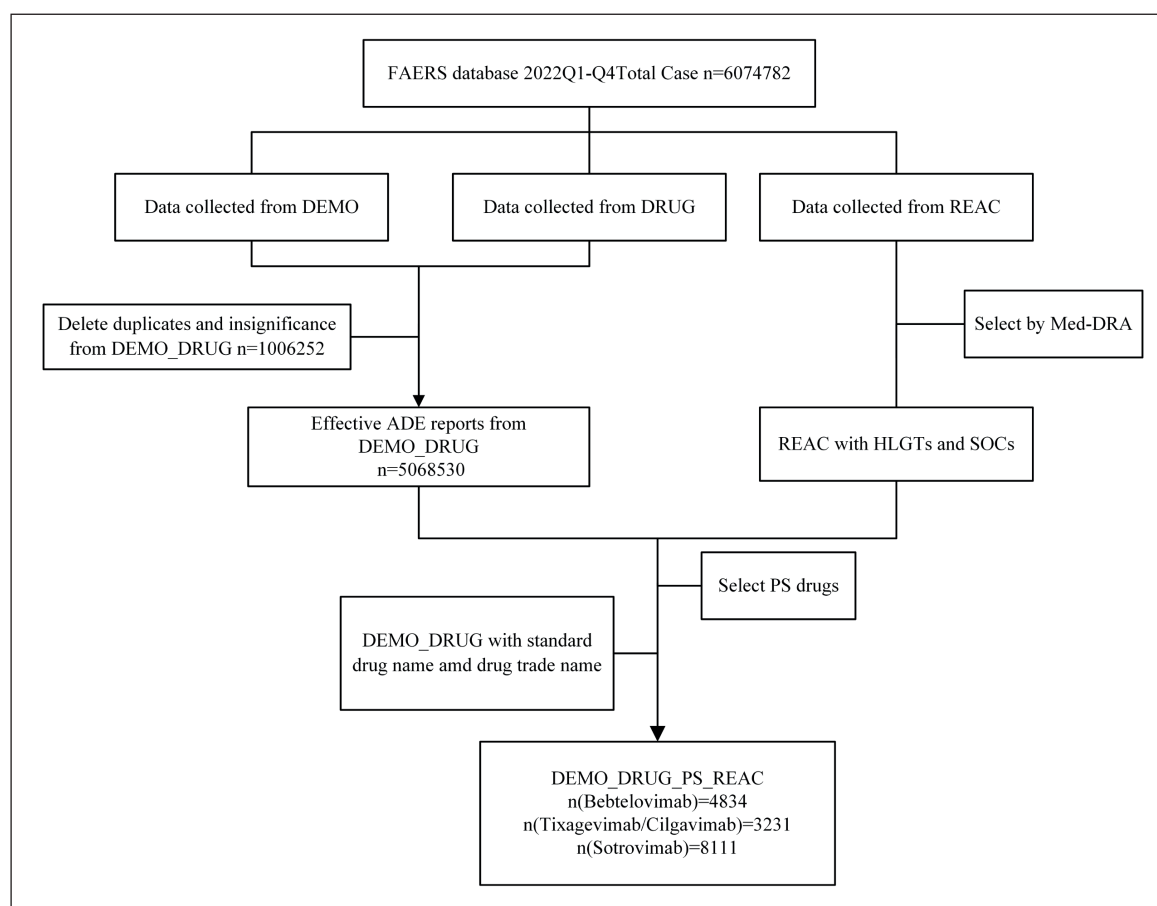 FAERS database 2022Q1-Q4Total Case n=6074782
Data collected from DEMO
Data collected from DRUG
Data collected from REAC
Delete duplicates and insignificance
from DEMO_DRUG n=1006252
Select by Med-DRA
Effective ADE reports from
DEMO_DRUG
n=5068530
REAC with HLGTs and SOCs
Select PS drugs
DEMO_DRUG with standard
drug name amd drug trade name
DEMO_DRUG_PS_REAC
n(Bebtelovimab)=4834
n(Tixagevimab/Cilgavimab)=3231
n(Sotrovimab)=8111